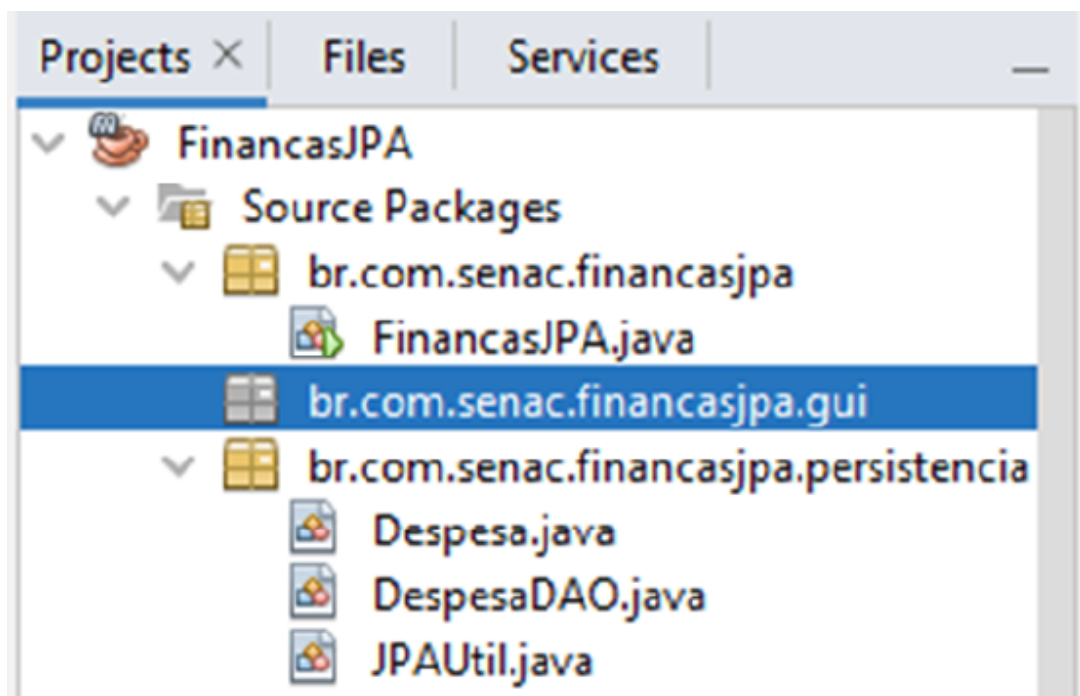 Projects Files Services
FinancasJPA
Source Packages
br.com.senac.financasjpa
FinancasJPA.java
br.com.senac.financasjpa.gui
br.com.senac.financasjpa.persistencia
Despesa.java
DespesaDAO.java
JPAUtil.java